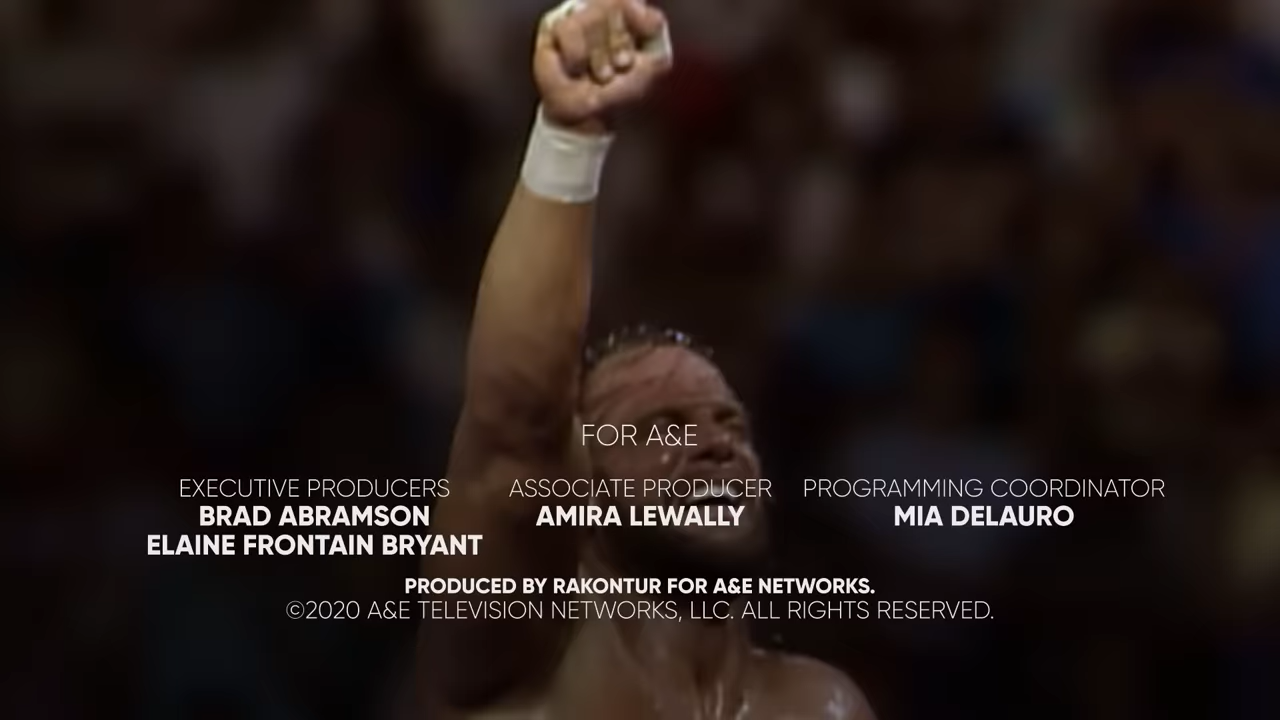 FOR A&E
EXECUTIVE PRODUCERS
BRAD ABRAMSON
ELAINE FRONTAIN BRYANT
ASSOCIATE PRODUCER
AMIRA LEWALLY
PROGRAMMING COORDINATOR
MIA DELAURO
PRODUCED BY RAKONTUR FOR A&E NETWORKS.
©2020 A&E TELEVISION NETWORKS, LLC. ALL RIGHTS RESERVED.